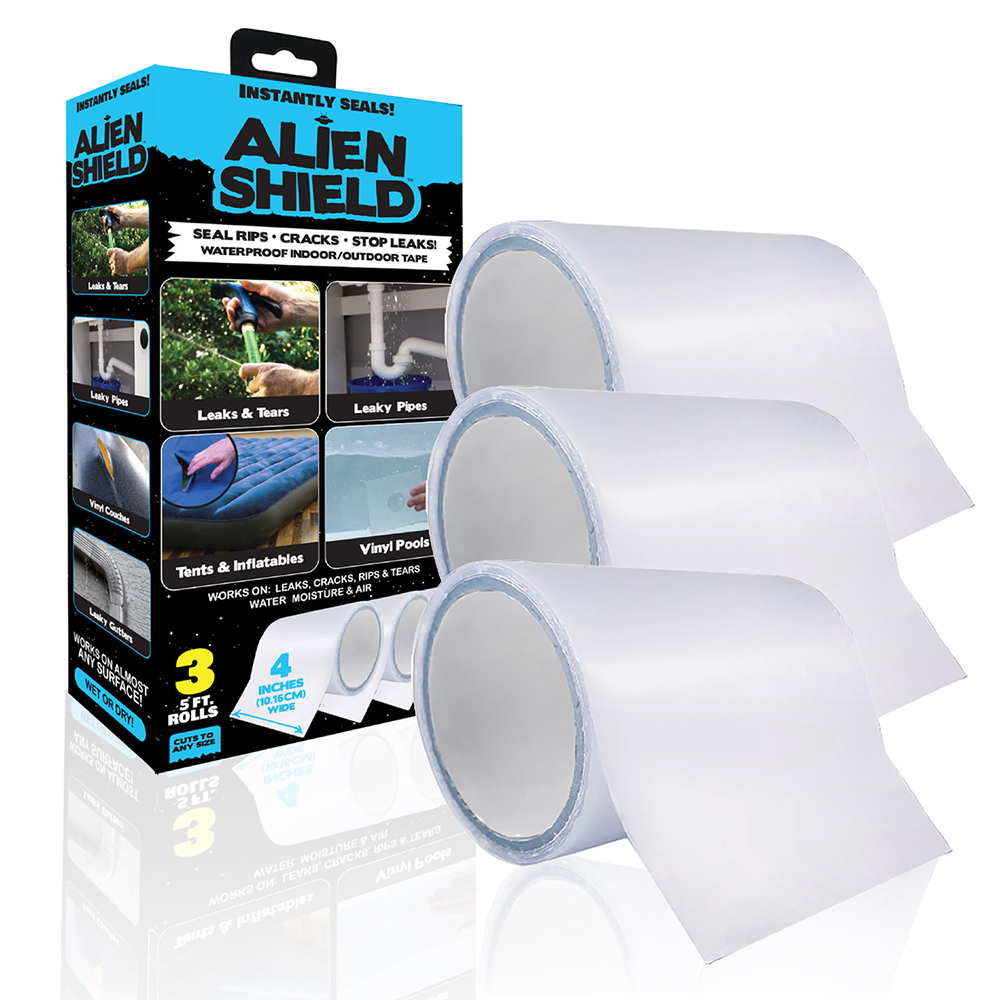 INSTANTLY SEALS!
ALIEN
SHIELD
Leaks & Tears
Leaky Pipes
Vinyl Couches
Leaky Gutters
WORKS ON ALMOST
ANY SURFACE!
WET OR DRY!
INSTANTLY SEALS!
ALIEN
SHIELD™
SEAL RIPS • CRACKS • STOP LEAKS!
WATERPROOF INDOOR/OUTDOOR TAPE
Leaks & Tears
Leaky Pipes
Tents & Inflatables
Vinyl Pools
WORKS ON: LEAKS, CRACKS, RIPS & TEARS
WATER MOISTURE & AIR
3
5 FT.
ROLLS
CUTS TO
ANY SIZE
4
INCHES
(10.16CM)
WIDE